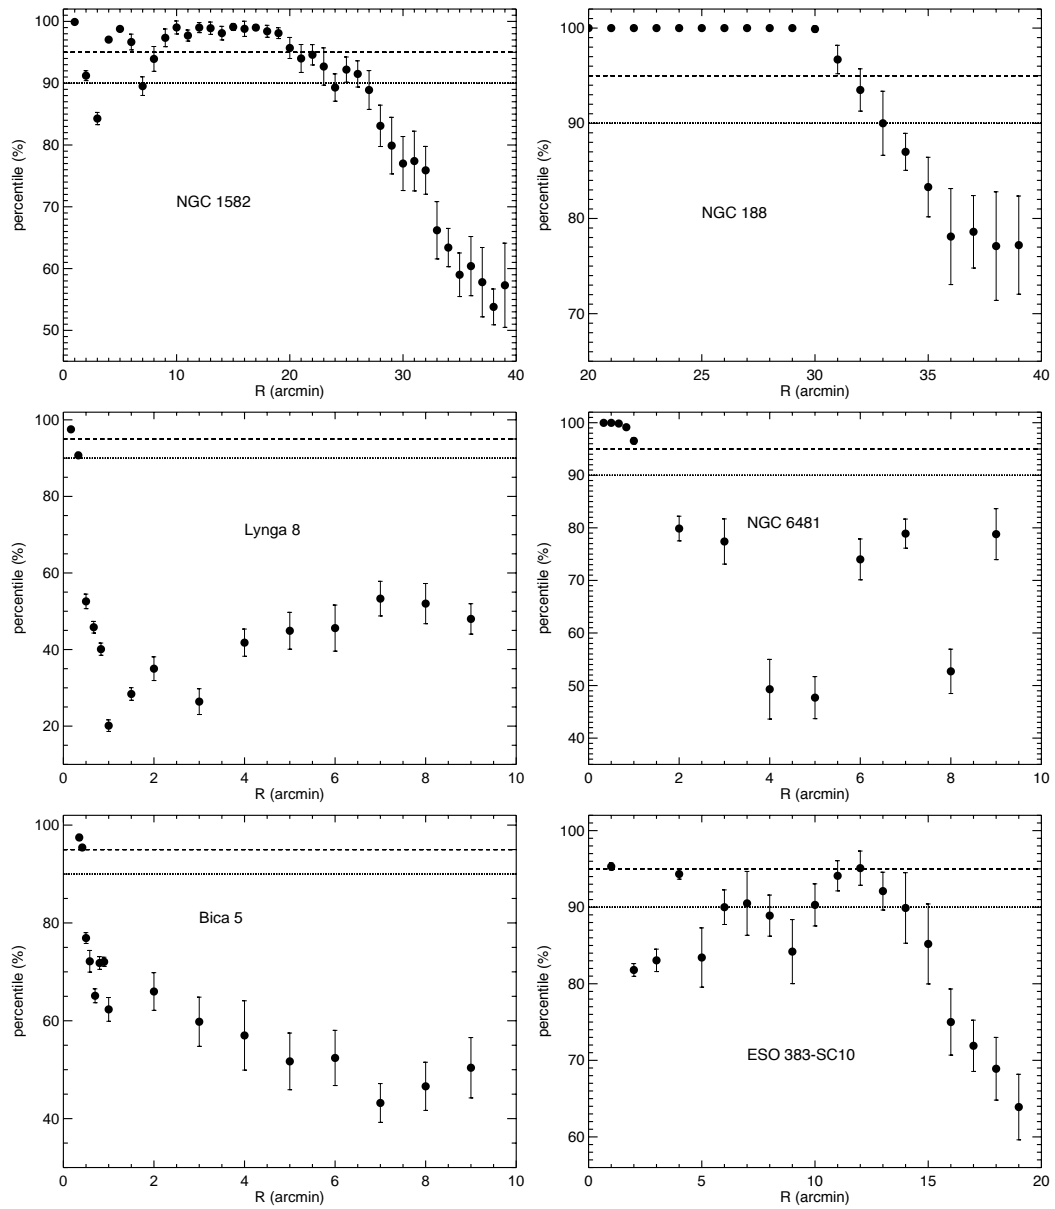 100
90
80
70
60
50
percentile (%)
NGC 1582
0 10 20 30 40
R (arcmin)
100
90
80
70
percentile (%)
NGC 188
20 25 30 35 40
R (arcmin)
100
80
60
40
20
percentile (%)
Lynga 8
0 2 4 6 8 10
R (arcmin)
100
90
80
70
60
50
40
percentile (%)
NGC 6481
0 2 4 6 8 10
R (arcmin)
100
80
60
40
percentile (%)
Bica 5
0 2 4 6 8 10
R (arcmin)
100
90
80
70
60
percentile (%)
ESO 383-SC10
0 5 10 15 20
R (arcmin)